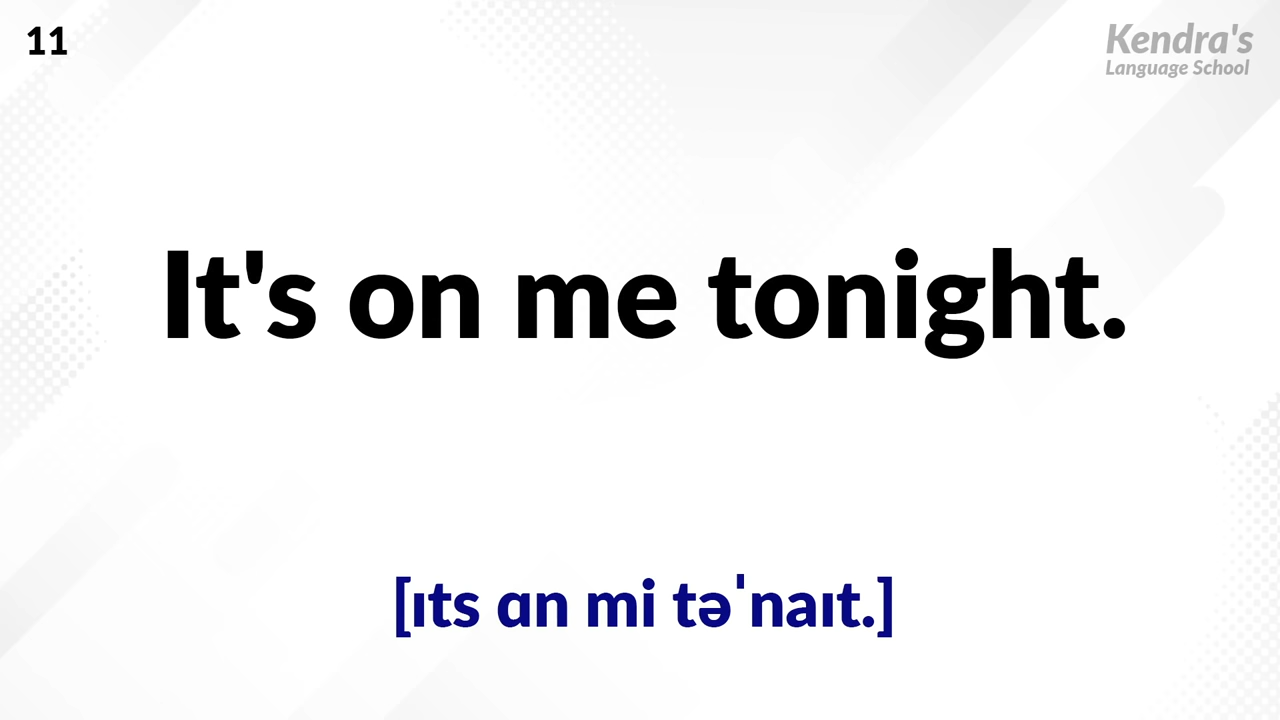 11
Kendra's
Language School
It's on me tonight.
[ɪts ɑn mi təˈnaɪt.]